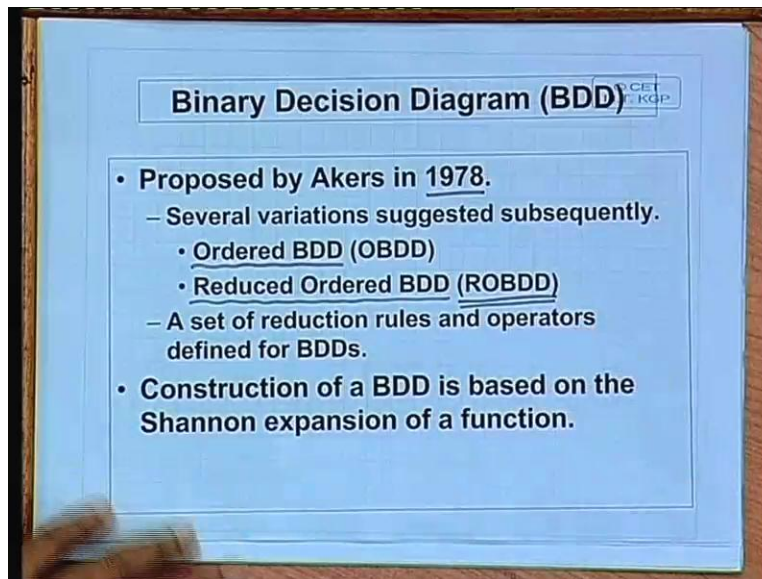 Binary Decision Diagram (BDD)
CET
KGP
• Proposed by Akers in 1978.
– Several variations suggested subsequently.
• Ordered BDD (OBDD)
• Reduced Ordered BDD (ROBDD)
– A set of reduction rules and operators
defined for BDDs.
• Construction of a BDD is based on the
Shannon expansion of a function.